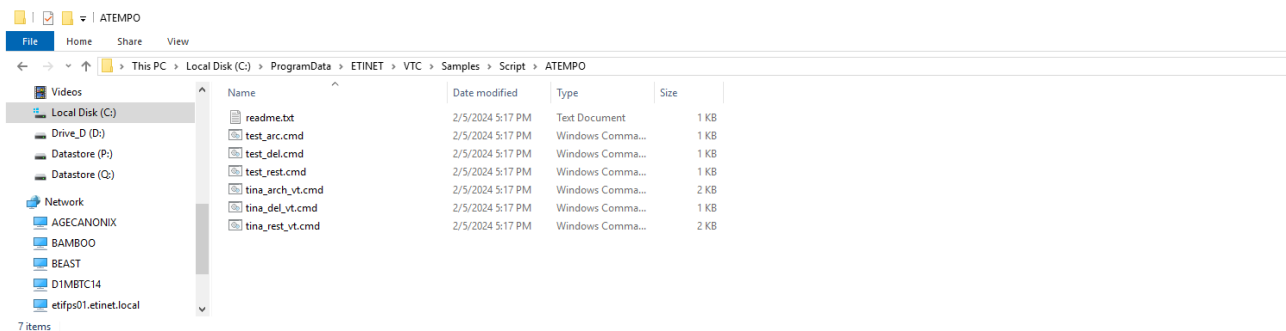 ATEMPO
File Home Share View
This PC > Local Disk (C:) > ProgramData > ETINET > VTC > Samples > Script > ATEMPO
Videos
Local Disk (C:)
Drive_D (D:)
Datastore (P:)
Datastore (Q:)
Network
AGECANONIX
BAMBOO
BEAST
D1MBTC14
etifps01.etinet.local
Name Date modified Type Size
readme.txt 2/5/2024 5:17 PM Text Document 1 KB
test_arc.cmd 2/5/2024 5:17 PM Windows Comma... 1 KB
test_del.cmd 2/5/2024 5:17 PM Windows Comma... 1 KB
test_rest.cmd 2/5/2024 5:17 PM Windows Comma... 1 KB
tina_arch_vt.cmd 2/5/2024 5:17 PM Windows Comma... 2 KB
tina_del_vt.cmd 2/5/2024 5:17 PM Windows Comma... 1 KB
tina_rest_vt.cmd 2/5/2024 5:17 PM Windows Comma... 2 KB
7 items